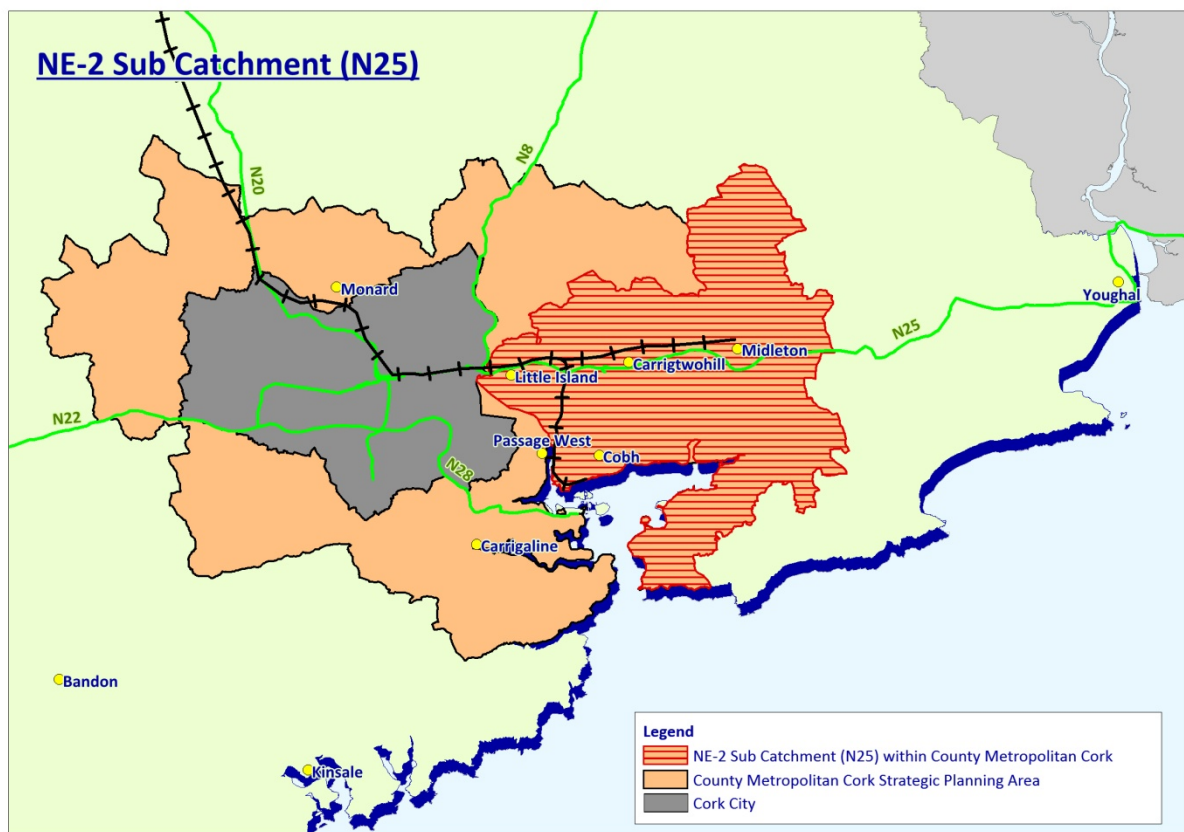 NE-2 Sub Catchment (N25)
N20
N8
Monard
Youghal
N25
Midleton
Carrigtwohill
Little Island
N22
Passage West
Cobh
N28
Carrigaline
Bandon
Kinsale
Legend
NE-2 Sub Catchment (N25) within County Metropolitan Cork
County Metropolitan Cork Strategic Planning Area
Cork City